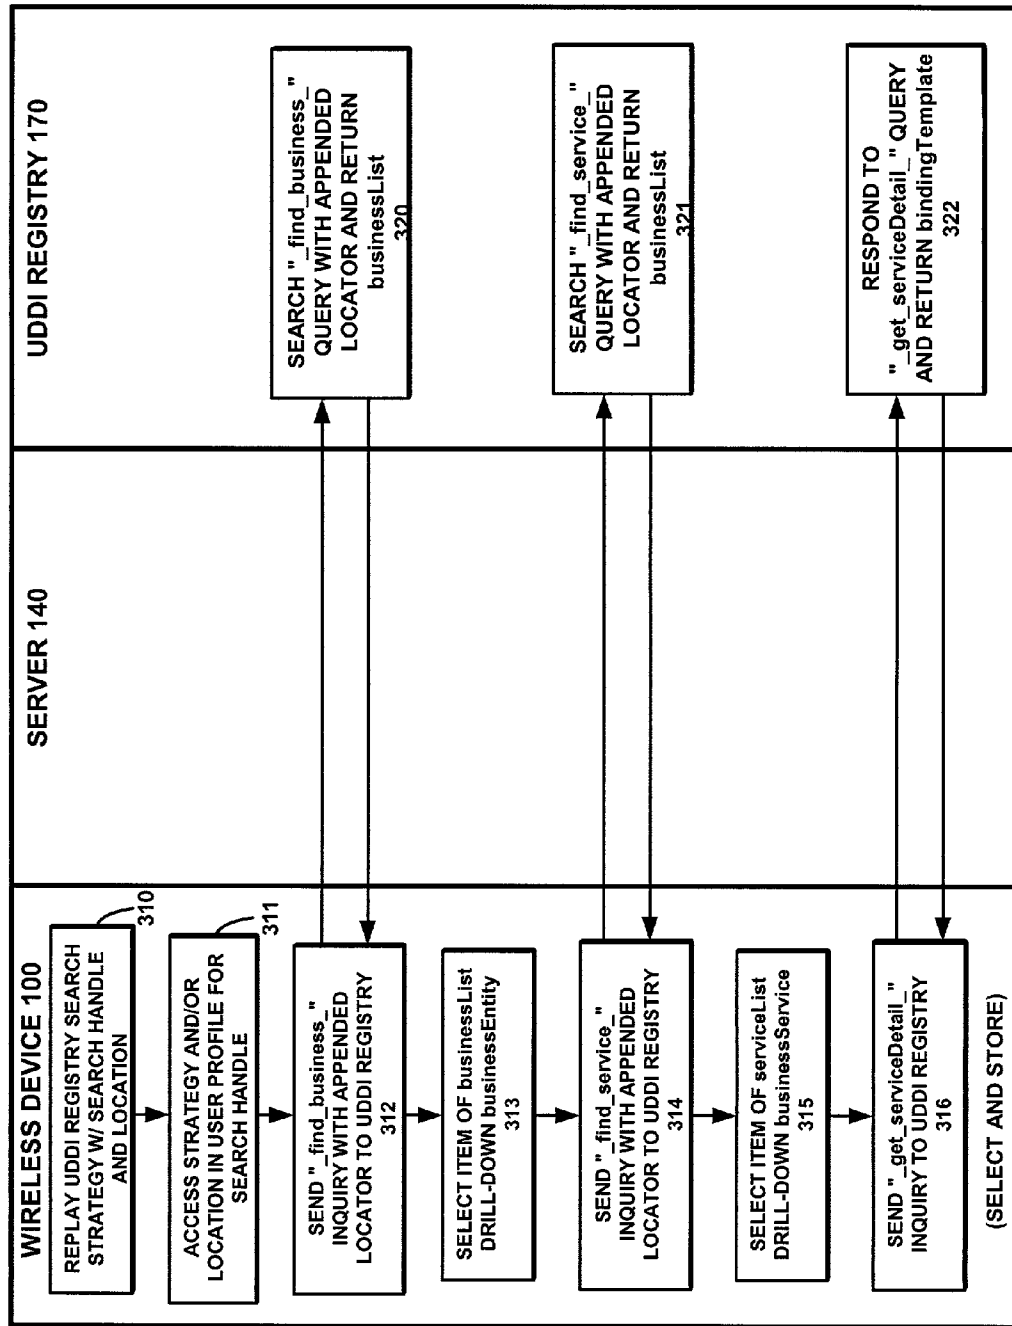 WIRELESS DEVICE 100
REPLAY UDDI REGISTRY SEARCH
STRATEGY W/ SEARCH HANDLE
AND LOCATION
310
ACCESS STRATEGY AND/OR
LOCATION IN USER PROFILE FOR
SEARCH HANDLE
311
SEND "_find_business_"
INQUIRY WITH APPENDED
LOCATOR TO UDDI REGISTRY
312
SELECT ITEM OF businessList
DRILL-DOWN businessEntity
313
SEND "_find_service_"
INQUIRY WITH APPENDED
LOCATOR TO UDDI REGISTRY
314
SELECT ITEM OF serviceList
DRILL-DOWN businessService
315
SEND "_get_serviceDetail_"
INQUIRY TO UDDI REGISTRY
316
(SELECT AND STORE)
SERVER 140
UDDI REGISTRY 170
SEARCH "_find_business_"
QUERY WITH APPENDED
LOCATOR AND RETURN
businessList
320
SEARCH "_find_service_"
QUERY WITH APPENDED
LOCATOR AND RETURN
businessList
321
RESPOND TO
"_get_serviceDetail_" QUERY
AND RETURN bindingTemplate
322